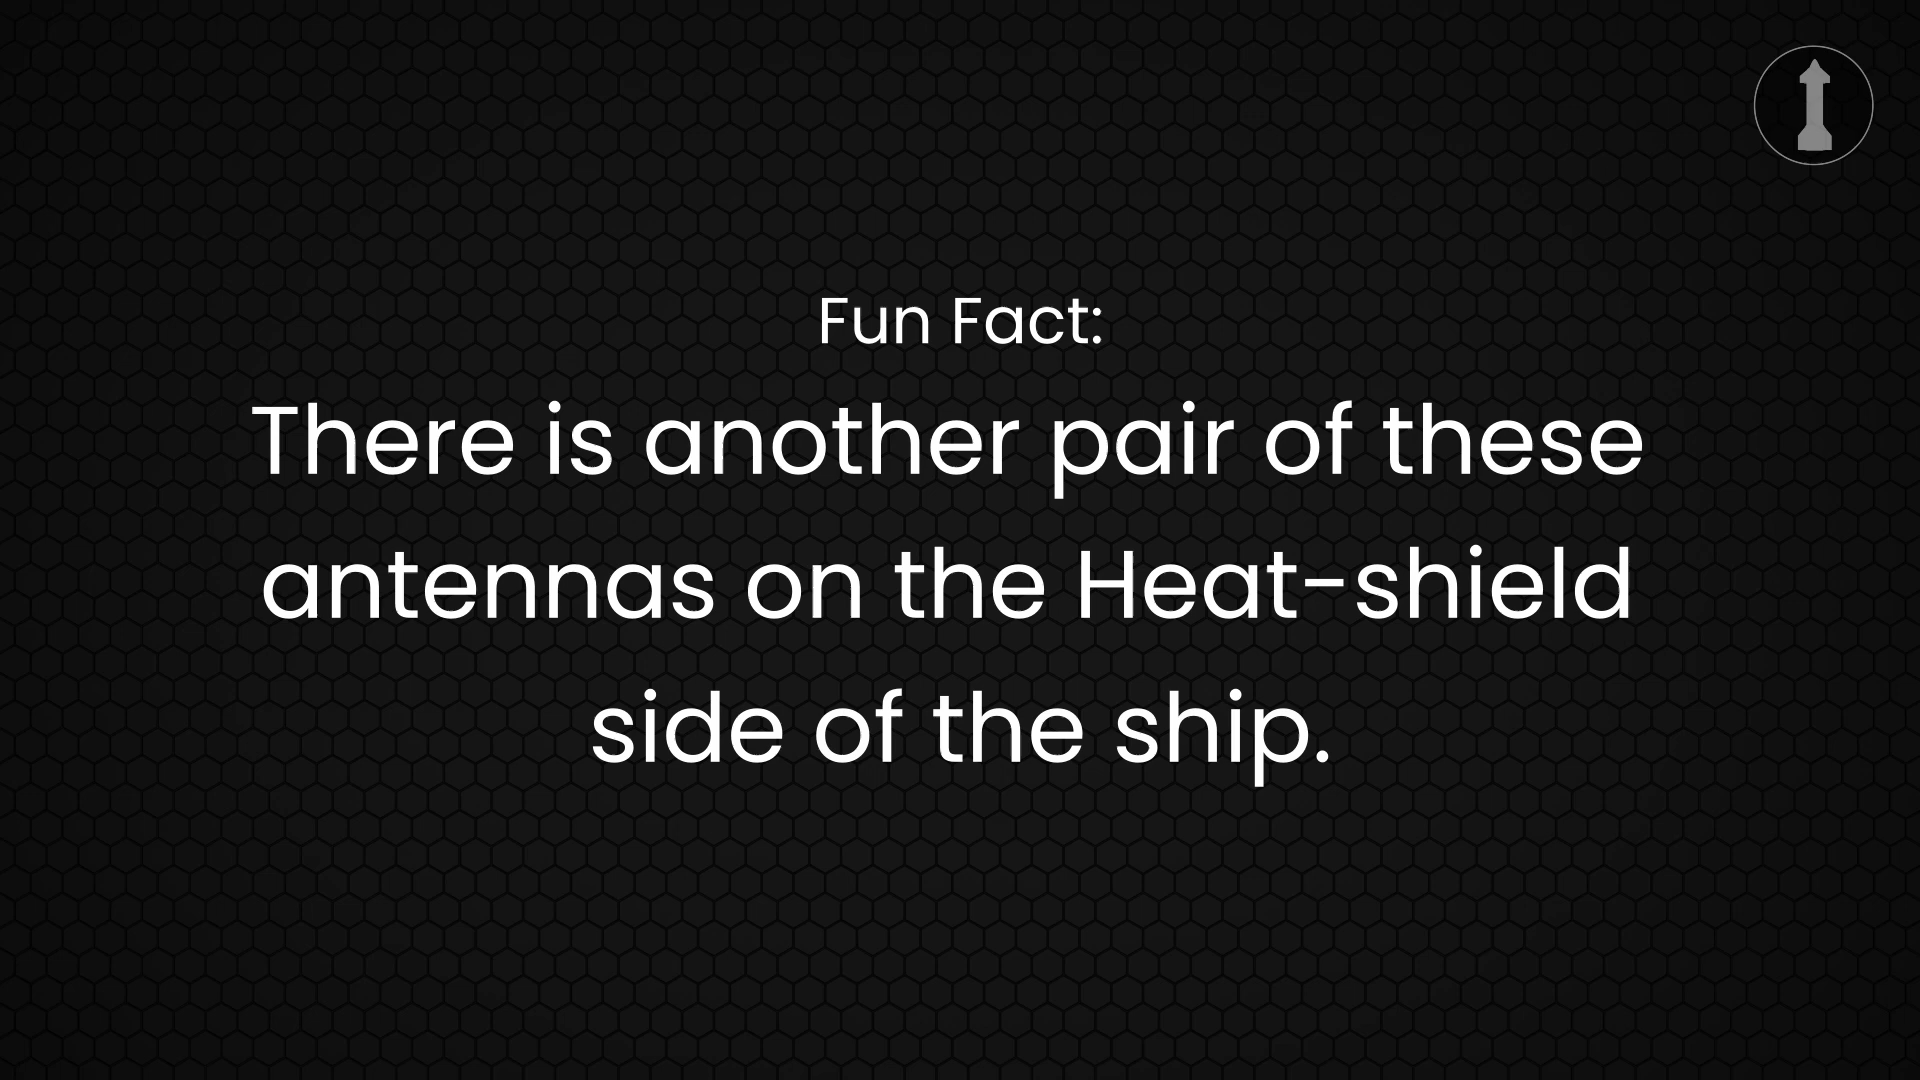 Fun Fact:
There is another pair of these
antennas on the Heat-shield
side of the ship.